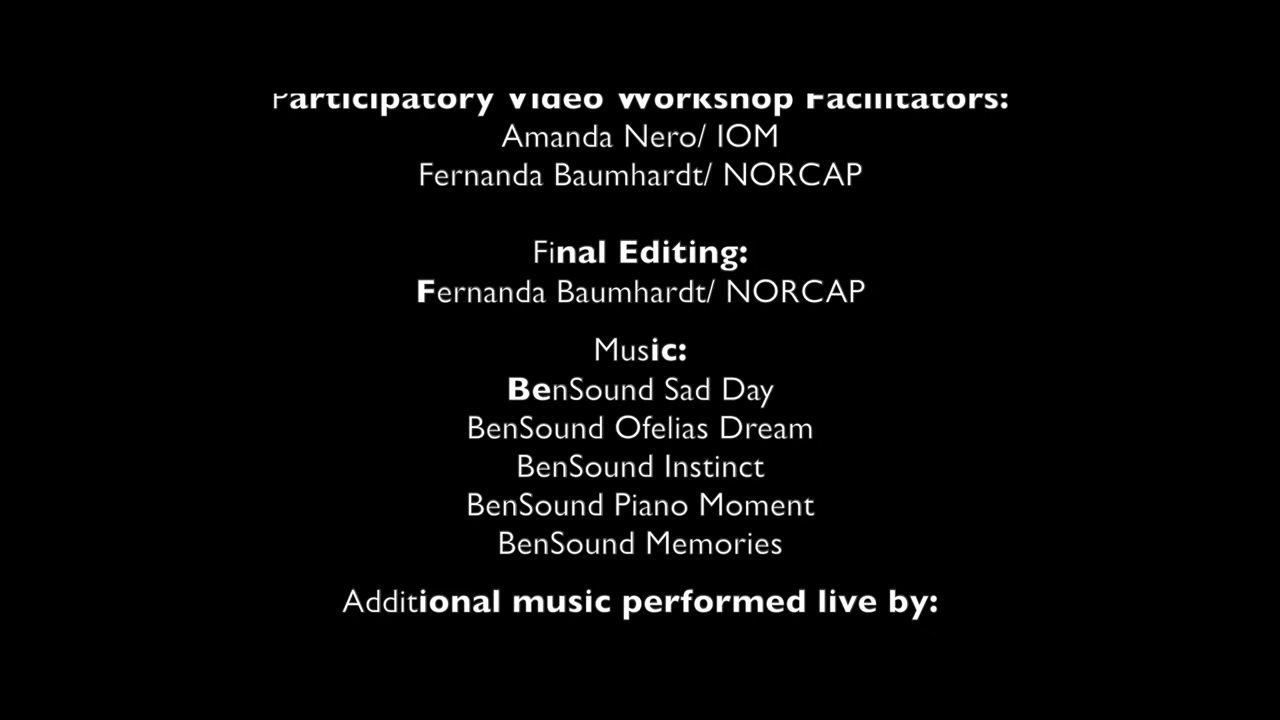 Participatory Video Workshop Facilitators:
Amanda Nero/ IOM
Fernanda Baumhardt/ NORCAP
Final Editing:
Fernanda Baumhardt/ NORCAP
Music:
BenSound Sad Day
BenSound Ofelias Dream
BenSound Instinct
BenSound Piano Moment
BenSound Memories
Additional music performed live by: